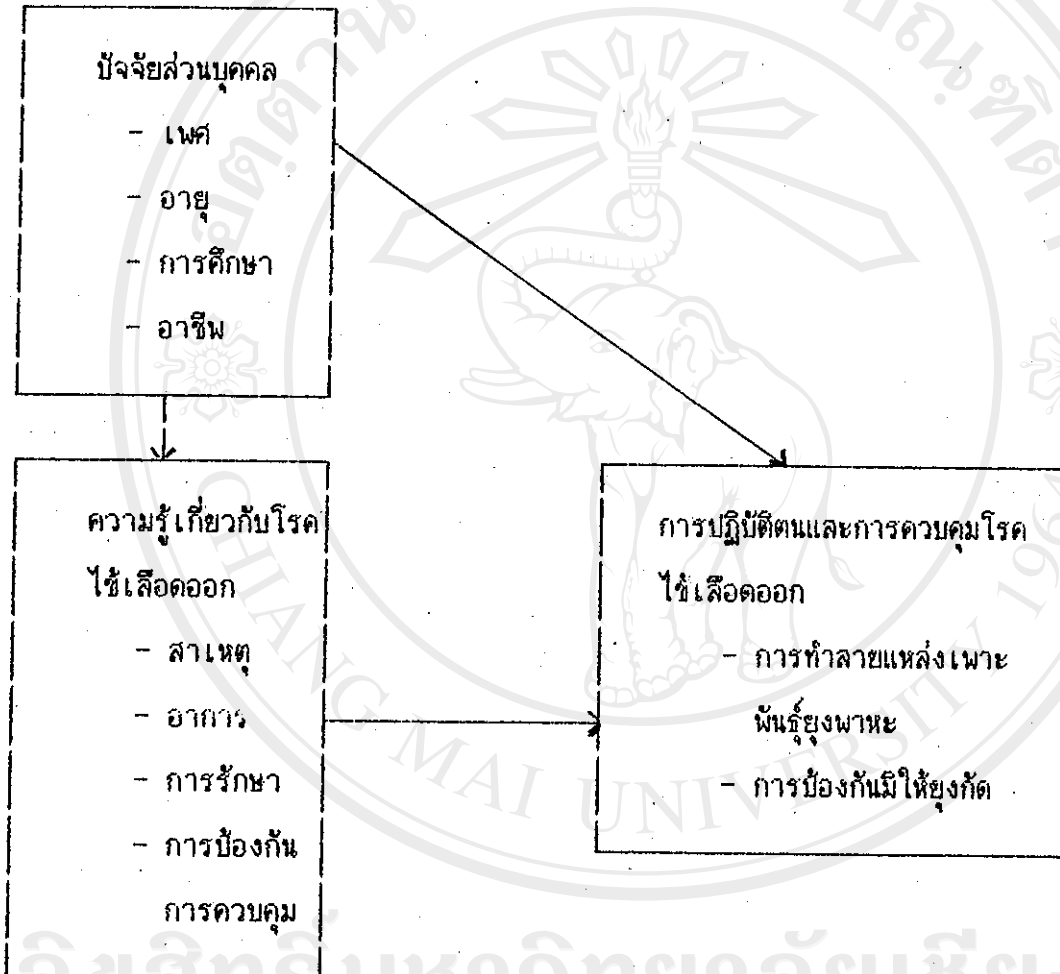 ปัจจัยส่วนบุคคล
- เพศ
- อายุ
- การศึกษา
- อาชีพ
ความรู้เกี่ยวกับโรค
ไข้เลือดออก
- สาเหตุ
- อาการ
- การรักษา
- การป้องกัน
การควบคุม
การปฏิบัติตนและการควบคุมโรค
ไข้เลือดออก
- การทำลายแหล่งเพาะ
พันธุ์ยุงพาหะ
- การป้องกันมิให้ยุงกัด
CHIANG MAI UNIVERSITY